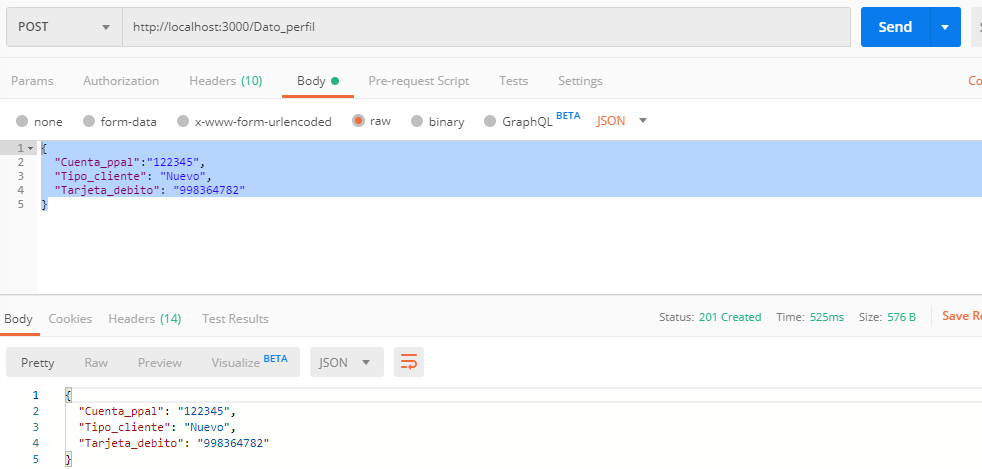 POST http://localhost:3000/Dato_perfil Send
Params Authorization Headers (10) Body Pre-request Script Tests Settings
none form-data x-www-form-urlencoded raw binary GraphQL BETA JSON
1 {
2 "Cuenta_ppal":"122345",
3 "Tipo_cliente": "Nuevo",
4 "Tarjeta_debito": "998364782"
5 }
Body Cookies Headers (14) Test Results Status: 201 Created Time: 525ms Size: 576 B Save
Pretty Raw Preview Visualize BETA JSON
1 {
2 "Cuenta_ppal": "122345",
3 "Tipo_cliente": "Nuevo",
4 "Tarjeta_debito": "998364782"
5 }